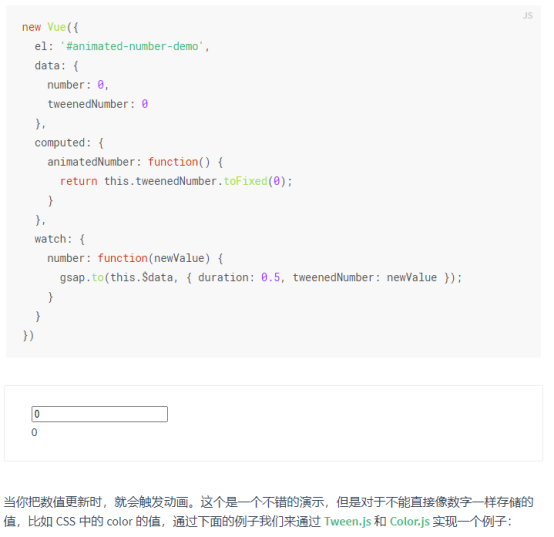 JS
new Vue({
  el: '#animated-number-demo',
  data: {
    number: 0,
    tweenedNumber: 0
  },
  computed: {
    animatedNumber: function() {
      return this.tweenedNumber.toFixed(0);
    }
  },
  watch: {
    number: function(newValue) {
      gsap.to(this.$data, { duration: 0.5, tweenedNumber: newValue });
    }
  }
})
0
0
当你把数值更新时，就会触发动画。这个是一个不错的演示，但是对于不能直接像数字一样存储的
值，比如 CSS 中的 color 的值，通过下面的例子我们来通过 Tween.js 和 Color.js 实现一个例子：